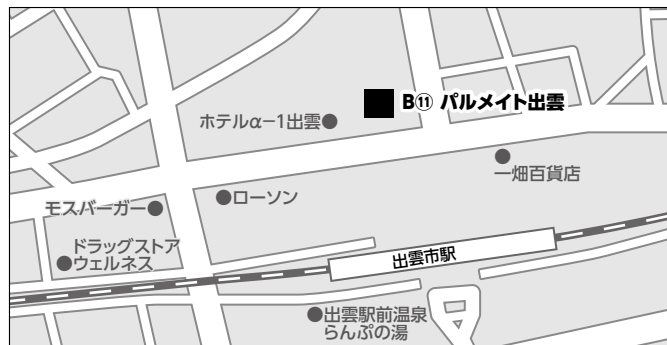 B⑪ パルメイト出雲
ホテルα−1出雲
一畑百貨店
ローソン
モスバーガー
ドラッグストア
ウェルネス
出雲市駅
出雲駅前温泉
らんぷの湯